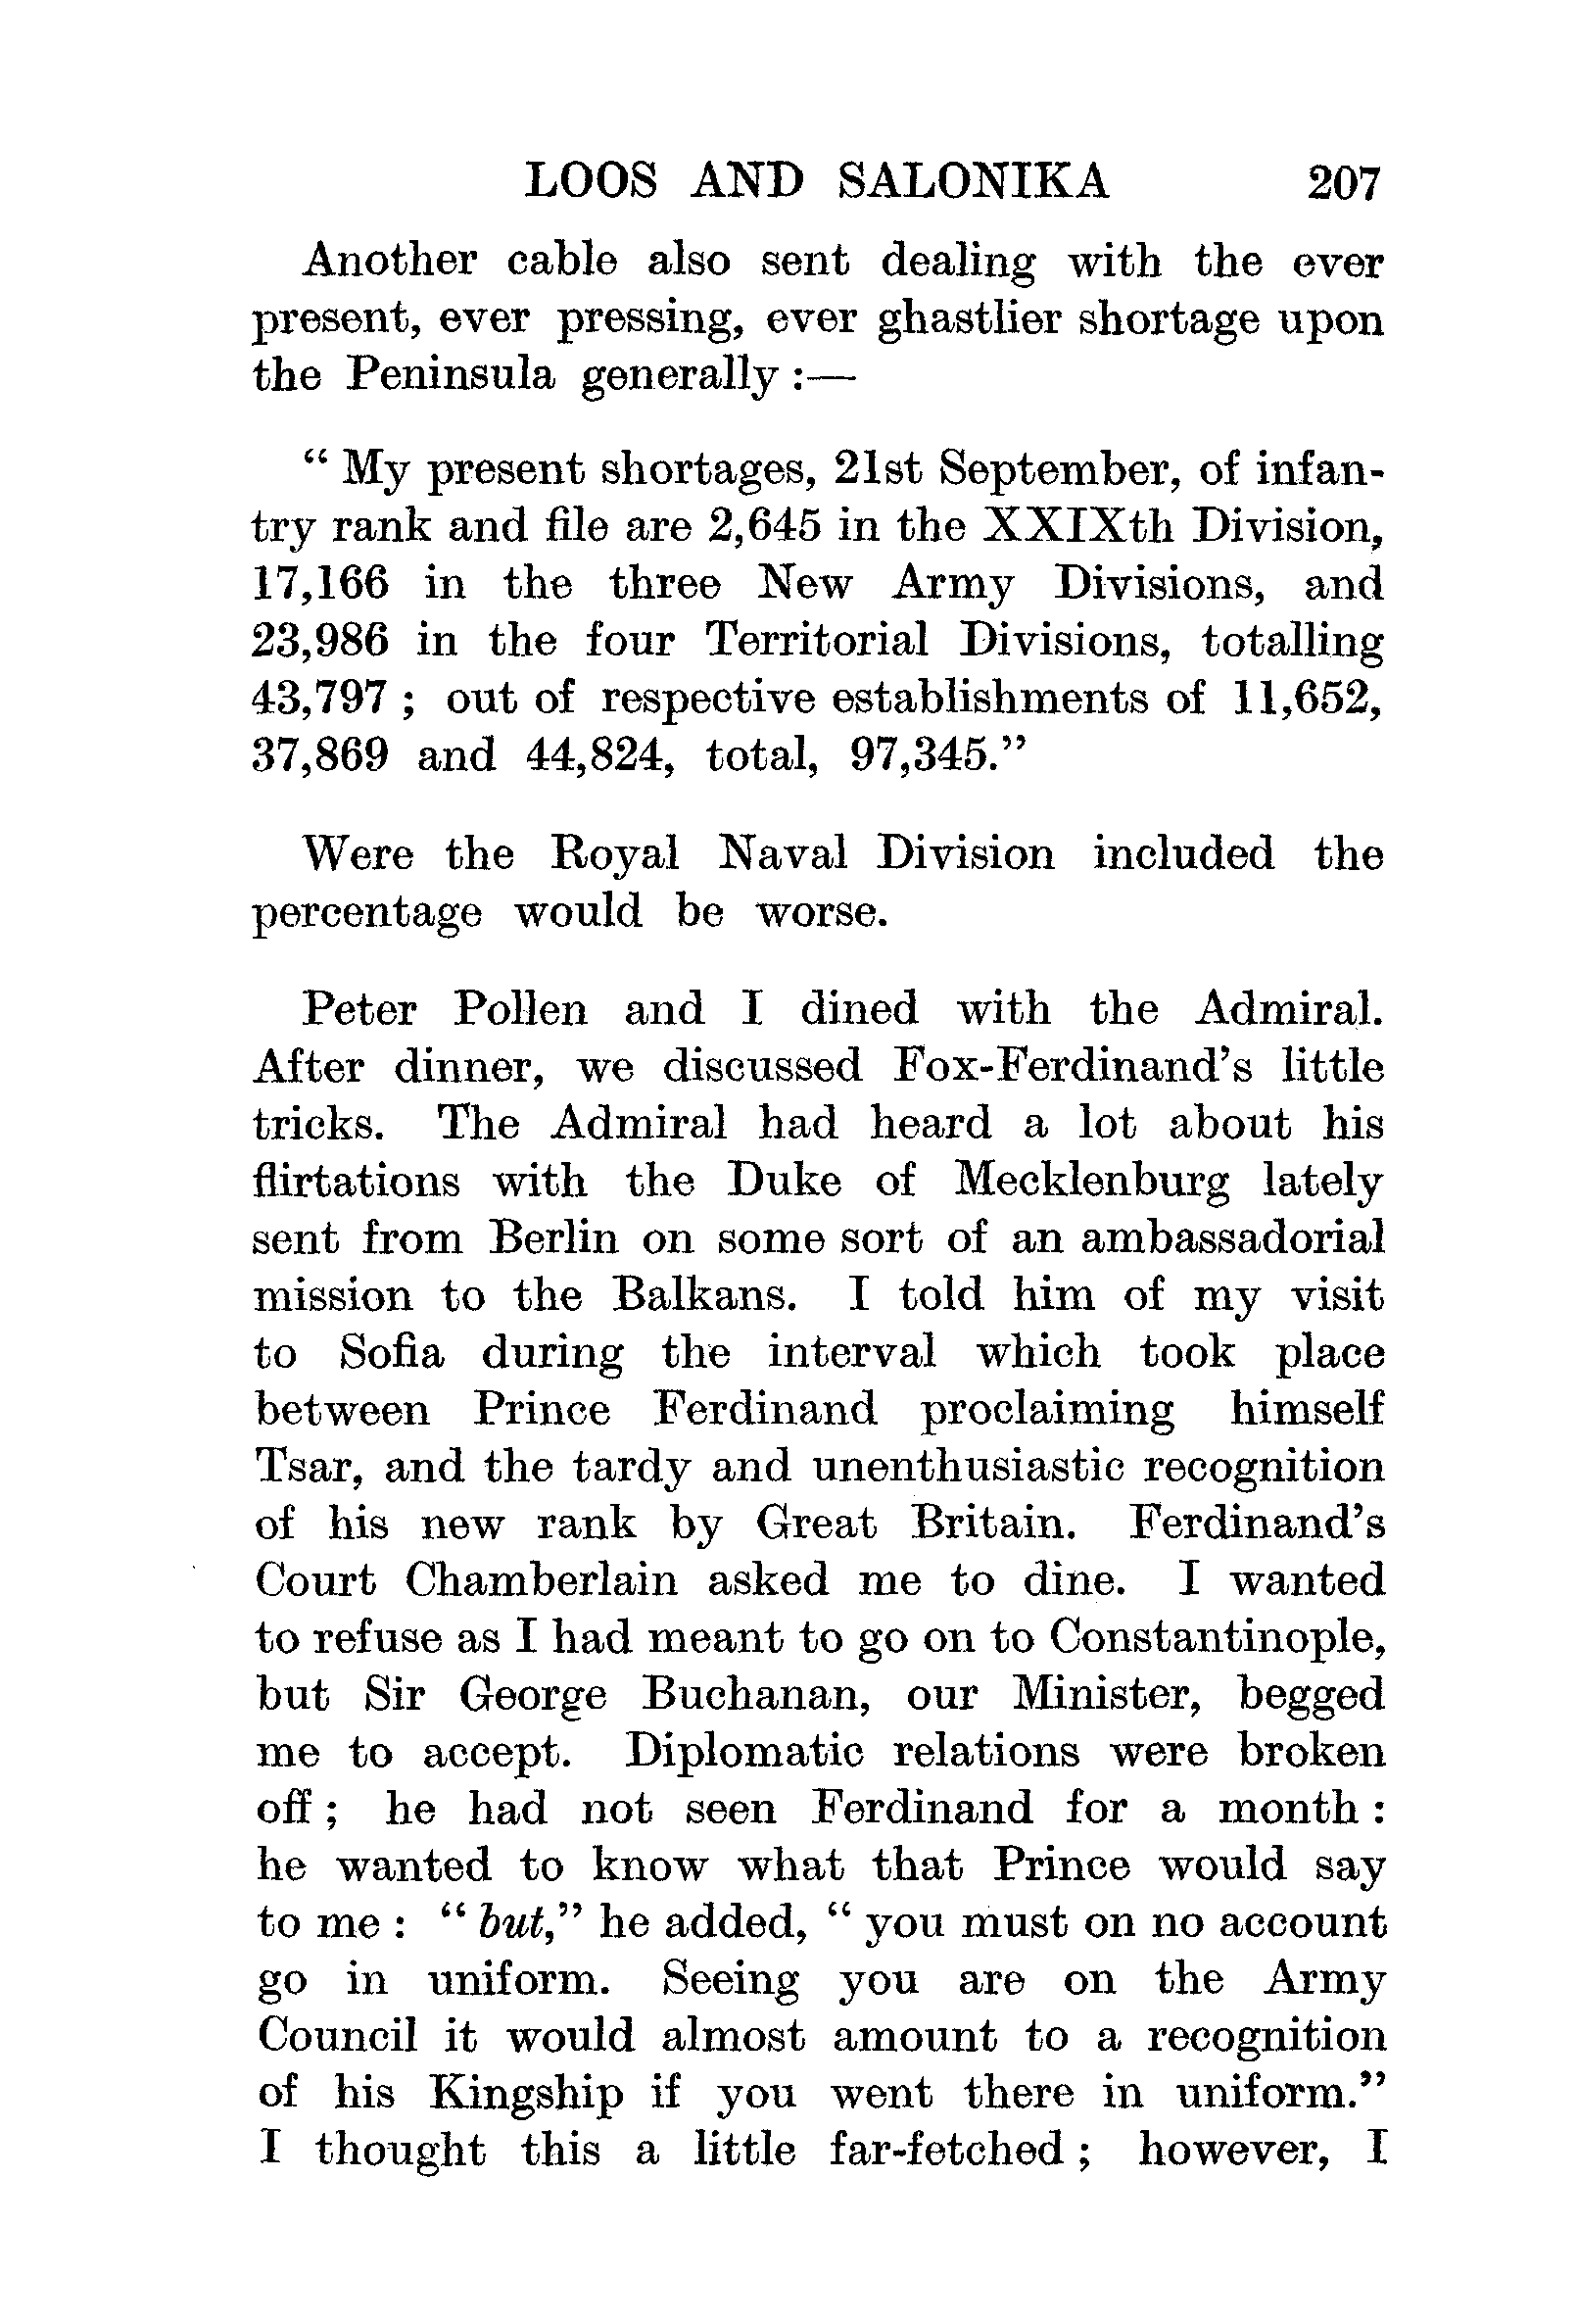 LOOS AND SALONIKA 207
Another cable also sent dealing with the ever
present, ever pressing, ever ghastlier shortage upon
the Peninsula generally :—
“ My present shortages, 21st September, of infan-
try rank and file are 2,645 in the XXIXth Division,
17,166 in the three New Army Divisions, and
23,986 in the four Territorial Divisions, totalling
43,797 ; out of respective establishments of 11,652,
37,869 and 44,824, total, 97,345.”
Were the Royal Naval Division included the
percentage would be worse.
Peter Pollen and I dined with the Admiral.
After dinner, we discussed Fox-Ferdinand’s little
tricks. The Admiral had heard a lot about his
flirtations with the Duke of Mecklenburg lately
sent from Berlin on some sort of an ambassadorial
mission to the Balkans. I told him of my visit
to Sofia during the interval which took place
between Prince Ferdinand proclaiming himself
Tsar, and the tardy and unenthusiastic recognition
of his new rank by Great Britain. Ferdinand’s
Court Chamberlain asked me to dine. I wanted
to refuse as I had meant to go on to Constantinople,
but Sir George Buchanan, our Minister, begged
me to accept. Diplomatic relations were broken
off ; he had not seen Ferdinand for a month :
he wanted to know what that Prince would say
to me : “ but,” he added, “ you must on no account
go in uniform. Seeing you are on the Army
Council it would almost amount to a recognition
of his Kingship if you went there in uniform.”
I thought this a little far-fetched ; however, I